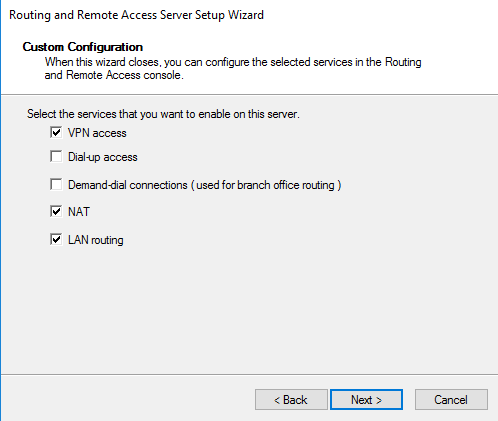 Routing and Remote Access Server Setup Wizard
Custom Configuration
When this wizard closes, you can configure the selected services in the Routing
and Remote Access console.
Select the services that you want to enable on this server.
VPN access
Dial-up access
Demand-dial connections ( used for branch office routing )
NAT
LAN routing
< Back
Next >
Cancel